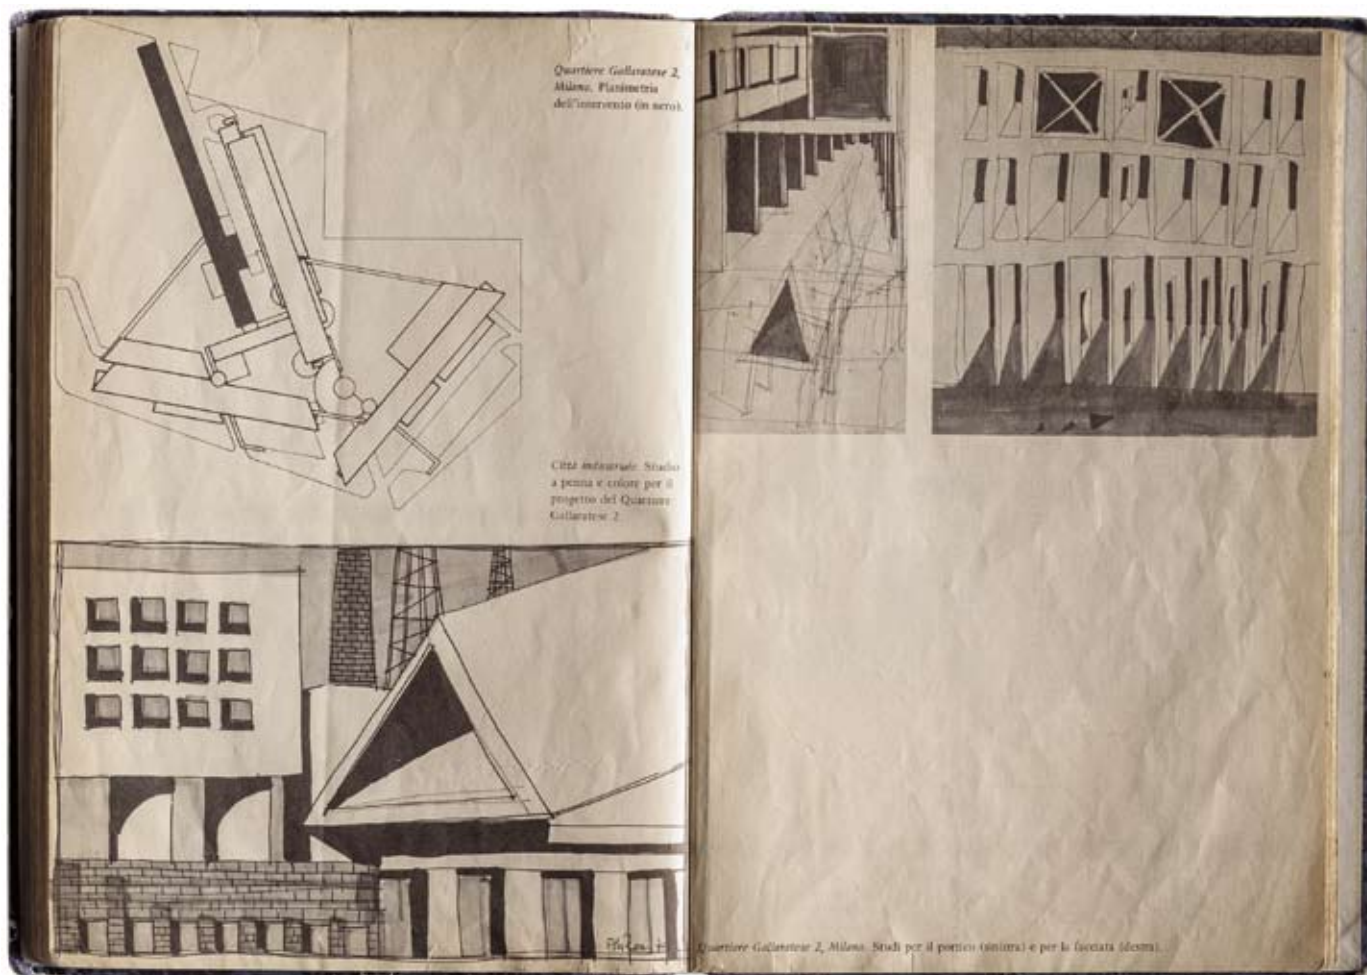 Quartiere Gallaratese 2,
Milano. Planimetria
dell'intervento (in nero).
Città industriale. Studio
a penna e colore per il
progetto del Quartiere
Gallaratese 2.
Quartiere Gallaratese 2, Milano. Studi per il portico (sinistra) e per la facciata (destra).